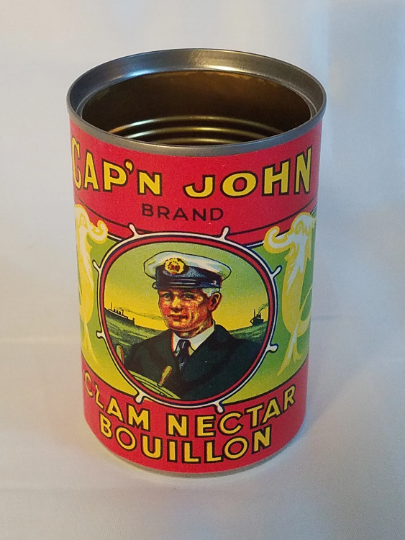 CAP'N JOHN
BRAND
CLAM NECTAR
BOUILLON